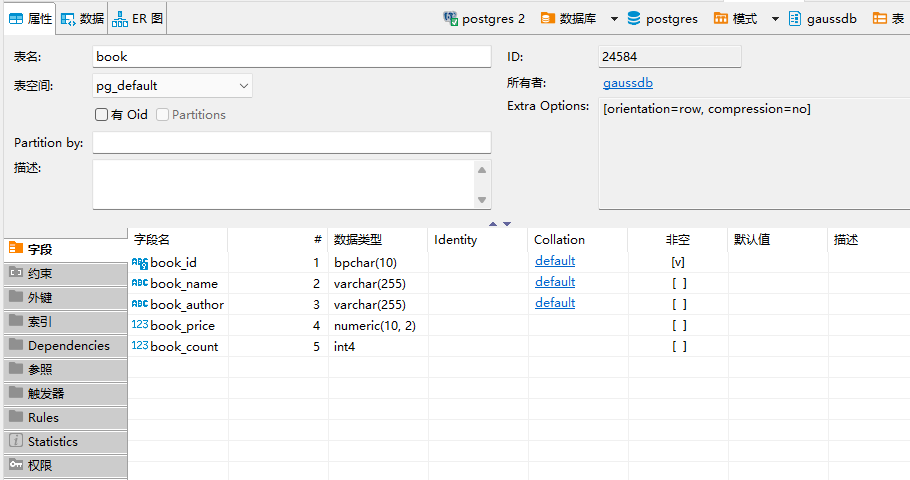 属性 数据 ER 图 postgres 2 数据库 postgres 模式 gaussdb 表
表名: book ID: 24584
表空间: pg_default 所有者: gaussdb
有 Oid Partitions Extra Options: [orientation=row, compression=no]
Partition by:
描述:
字段名 # 数据类型 Identity Collation 非空 默认值 描述
字段 约束 外键 索引 Dependencies 参照 触发器 Rules Statistics 权限
ABC book_id 1 bpchar(10) default [v]
ABC book_name 2 varchar(255) default [ ]
ABC book_author 3 varchar(255) default [ ]
123 book_price 4 numeric(10, 2) [ ]
123 book_count 5 int4 [ ]